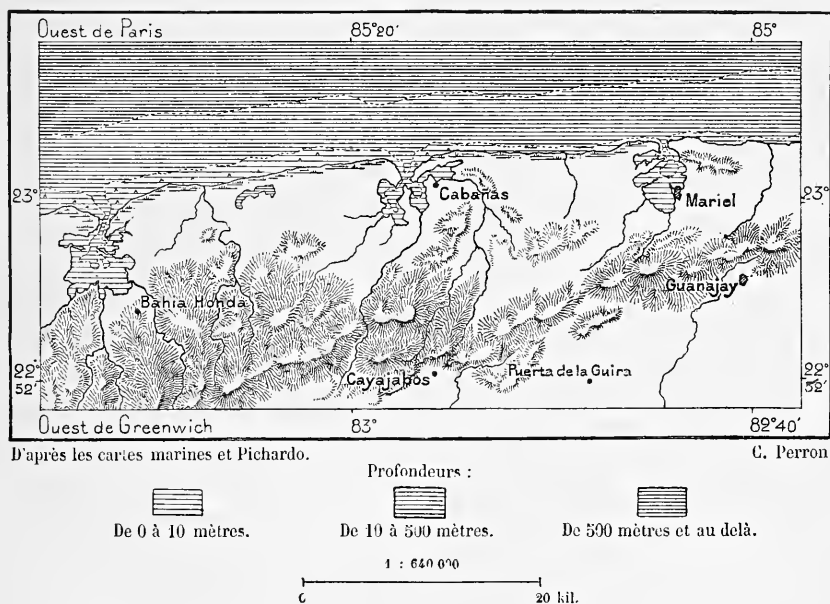 Ouest de Paris 85°20' 85°
23° Cabañas Mariel 23°
Guanajay
Bahia Honda
22° 52' Cayajabos Puerta de la Guira 22° 52'
Ouest de Greenwich 83° 82°40'
D'après les cartes marines et Pichardo. C. Perron
Profondeurs :
De 0 à 10 mètres. De 10 à 500 mètres. De 500 mètres et au delà.
1 : 640 000
0 20 kil.